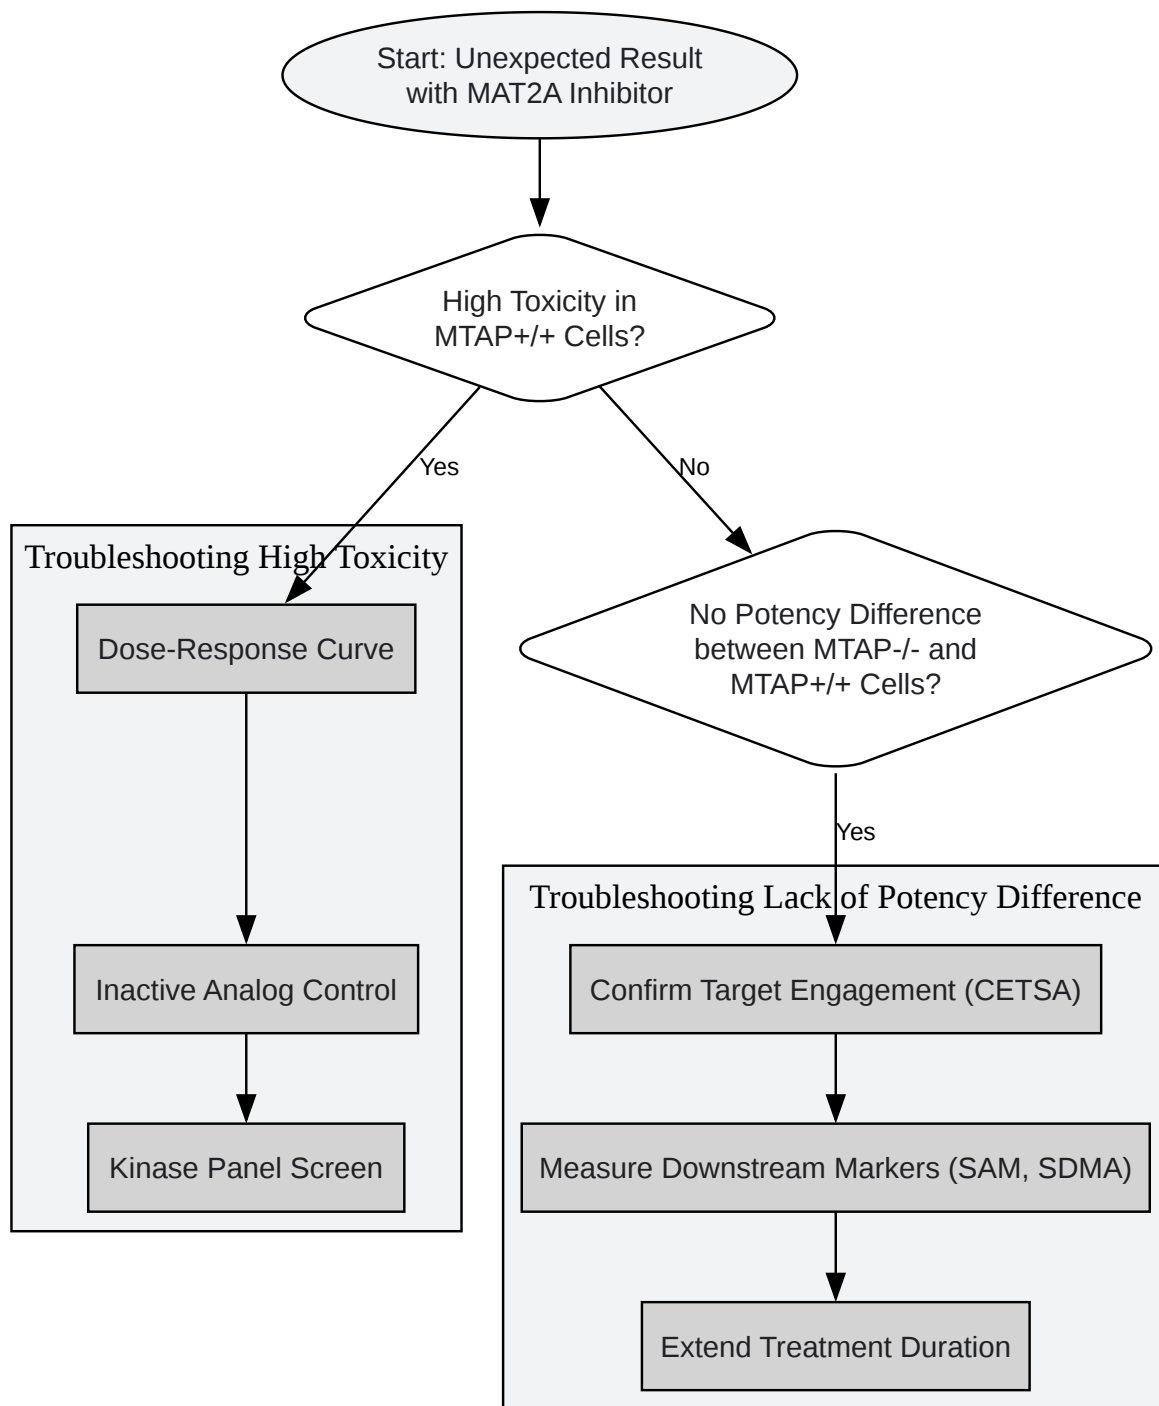 Start: Unexpected Result
with MAT2A Inhibitor
High Toxicity in
MTAP+/+ Cells?
Yes
No
Troubleshooting High Toxicity
Dose-Response Curve
Inactive Analog Control
Kinase Panel Screen
No Potency Difference
between MTAP-/- and
MTAP+/+ Cells?
Yes
Troubleshooting Lack of Potency Difference
Confirm Target Engagement (CETSA)
Measure Downstream Markers (SAM, SDMA)
Extend Treatment Duration